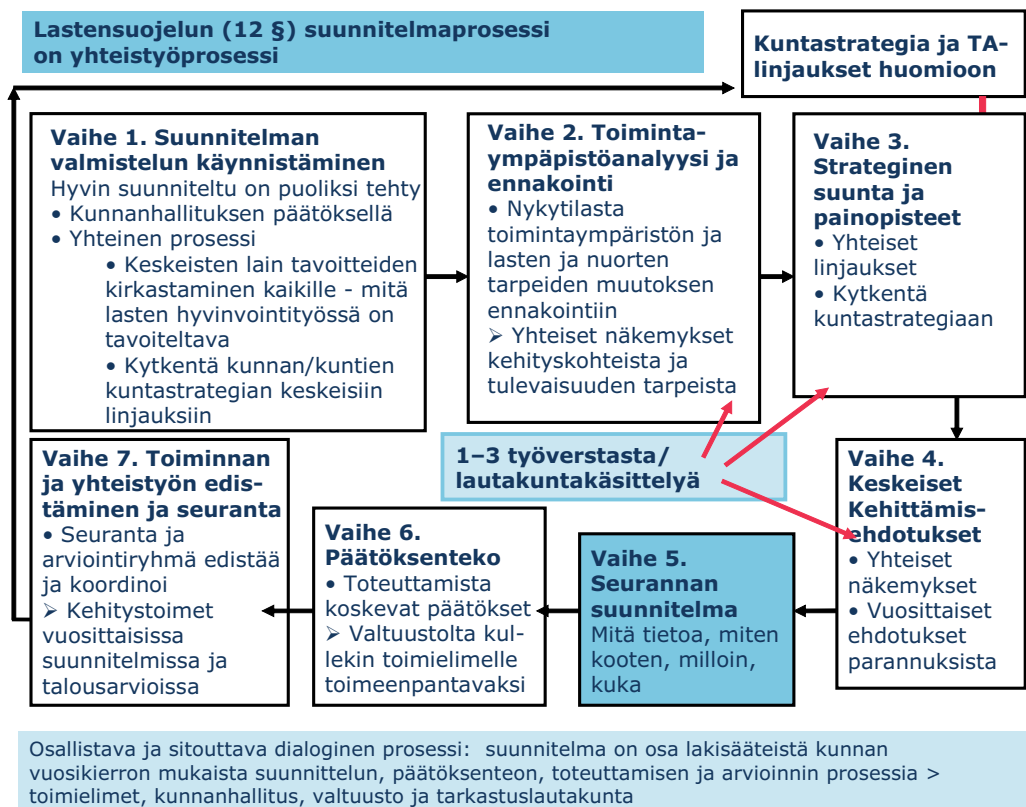 Lastensuojelun (12 §) suunnitelmaprosessi
on yhteistyöprosessi
Kuntastrategia ja TA-
linjaukset huomioon
Vaihe 1. Suunnitelman
valmistelun käynnistäminen
Hyvin suunniteltu on puoliksi tehty
• Kunnanhallituksen päätöksellä
• Yhteinen prosessi
• Keskeisten lain tavoitteiden
kirkastaminen kaikille - mitä
lasten hyvinvointityössä on
tavoiteltava
• Kytkentä kunnan/kuntien
kuntastrategian keskeisiin
linjauksiin
Vaihe 2. Toiminta-
ympäpistöanalyysi ja
ennakointi
• Nykytilasta
toimintaympäristön ja
lasten ja nuorten
tarpeiden muutoksen
ennakointiin
➢ Yhteiset näkemykset
kehityskohteista ja
tulevaisuuden tarpeista
Vaihe 3.
Strateginen
suunta ja
painopisteet
• Yhteiset
linjaukset
• Kytkentä
kuntastrategiaan
1–3 työverstasta/
lautakuntakäsittelyä
Vaihe 4.
Keskeiset
Kehittämis-
ehdotukset
• Yhteiset
näkemykset
• Vuosittaiset
ehdotukset
parannuksista
Vaihe 5.
Seurannan
suunnitelma
Mitä tietoa, miten
kooten, milloin,
kuka
Vaihe 6.
Päätöksenteko
• Toteuttamista
koskevat päätökset
➢ Valtuustolta kul-
lekin toimielimelle
toimeenpantavaksi
Vaihe 7. Toiminnan
ja yhteistyön edis-
täminen ja seuranta
• Seuranta ja
arviointiryhmä edistää
ja koordinoi
➢ Kehitystoimet
vuosittaisissa
suunnitelmissa ja
talousarvioissa
Osallistava ja sitouttava dialoginen prosessi: suunnitelma on osa lakisääteistä kunnan
vuosikierron mukaista suunnittelun, päätöksenteon, toteuttamisen ja arvioinnin prosessia >
toimielimet, kunnanhallitus, valtuusto ja tarkastuslautakunta